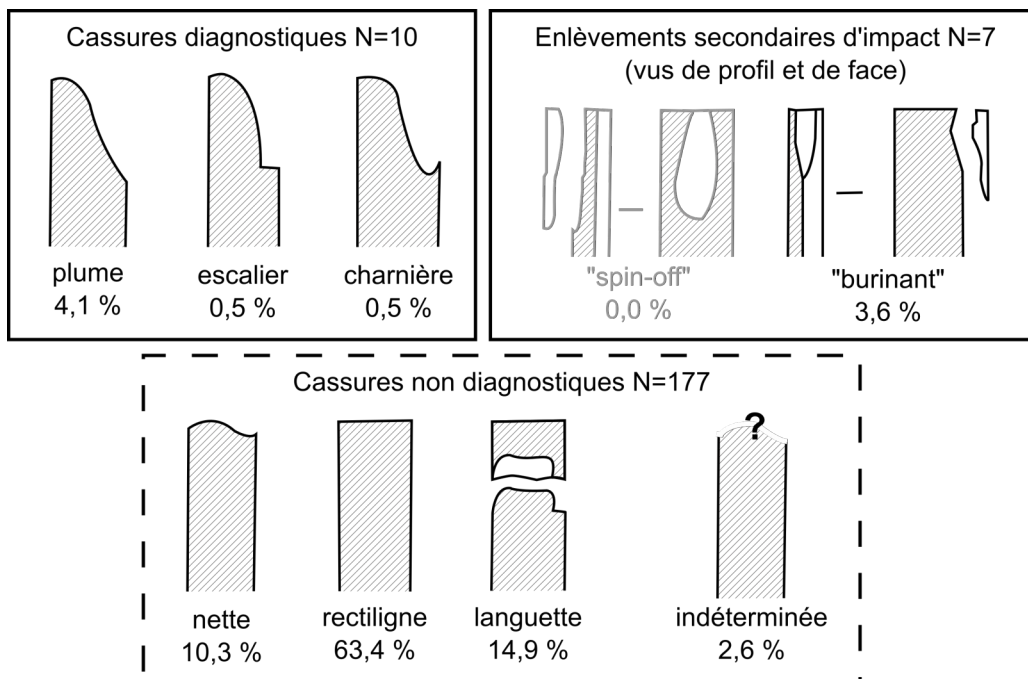 Cassures diagnostiques N=10
plume
4,1 %
escalier
0,5 %
charnière
0,5 %
Enlèvements secondaires d'impact N=7
(vus de profil et de face)
"spin-off"
0,0 %
"burinant"
3,6 %
Cassures non diagnostiques N=177
?
nette
10,3 %
rectiligne
63,4 %
languette
14,9 %
indéterminée
2,6 %